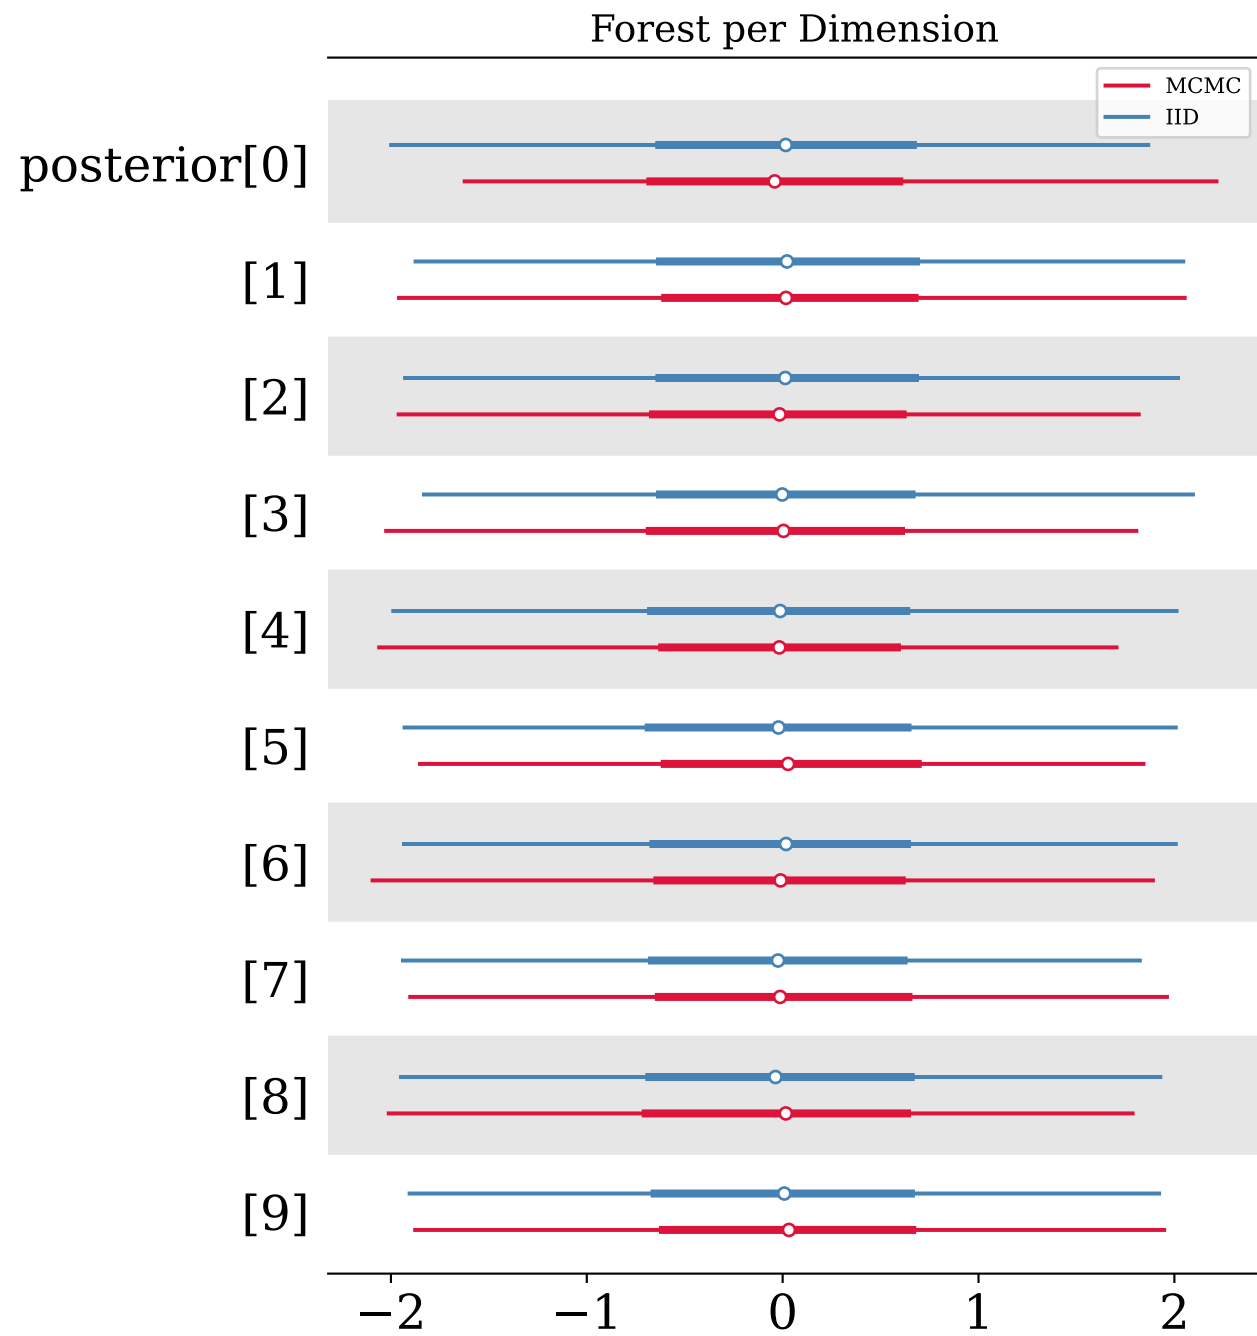 Forest per Dimension
MCMC
IID
posterior[0]
[1]
[2]
[3]
[4]
[5]
[6]
[7]
[8]
[9]
−2 −1 0 1 2